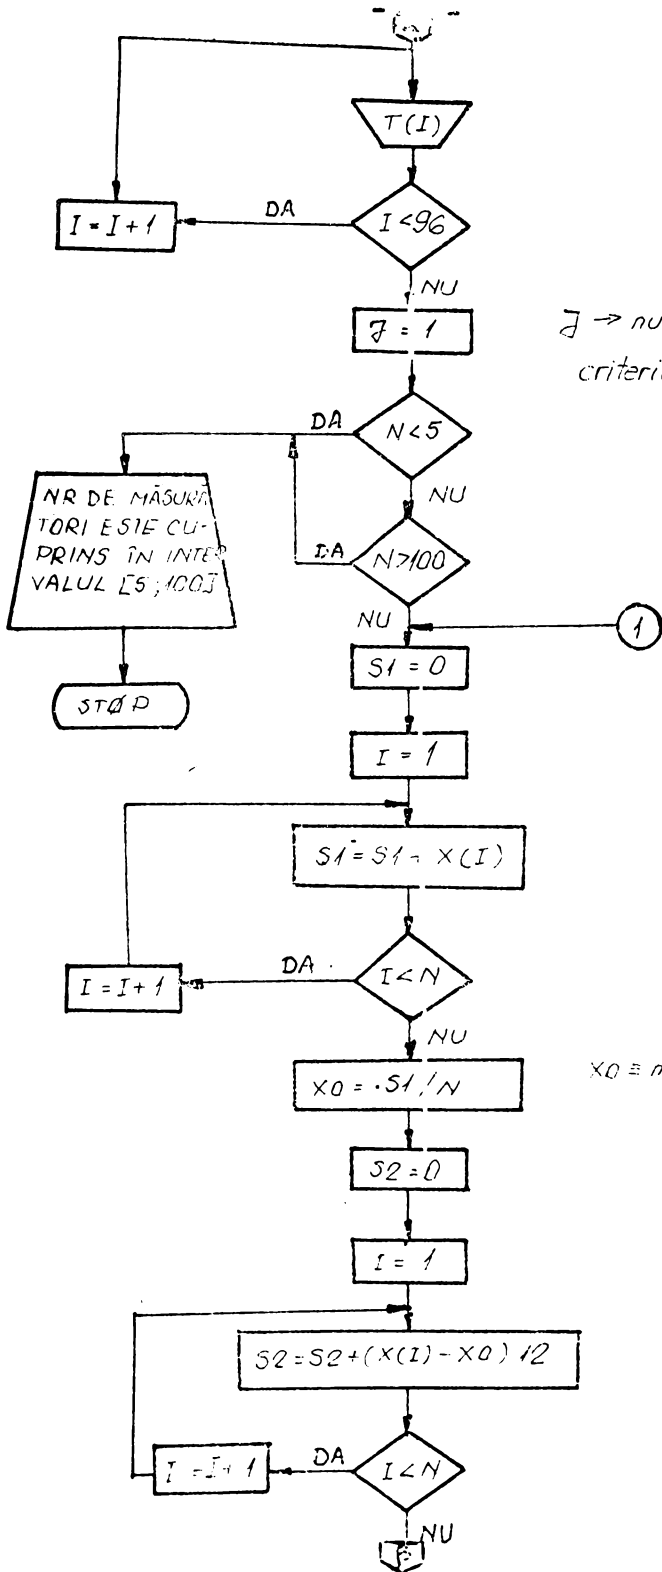 T(I)
I<96
DA
I = I+1
NU
J = 1
J → nu
criteri
N<5
DA
NU
NR DE MĂSURĂ
TORI ESTE CU-
PRINS ÎN INTER
VALUL [5;100]
N>100
DA
NU
1
S1 = 0
STØP
I = 1
S1=S1- X(I)
I<N
DA
I = I+1
NU
X0 = S1/N
X0 ≡ m
S2=0
I = 1
S2=S2+(X(I)-X0)↑2
I<N
DA
I=I+1
NU